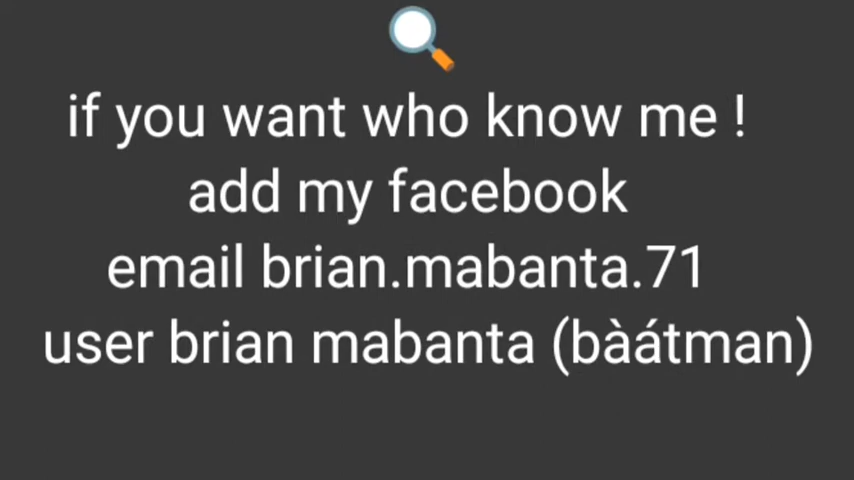 if you want who know me !
add my facebook
email brian.mabanta.71
user brian mabanta (bàátman)